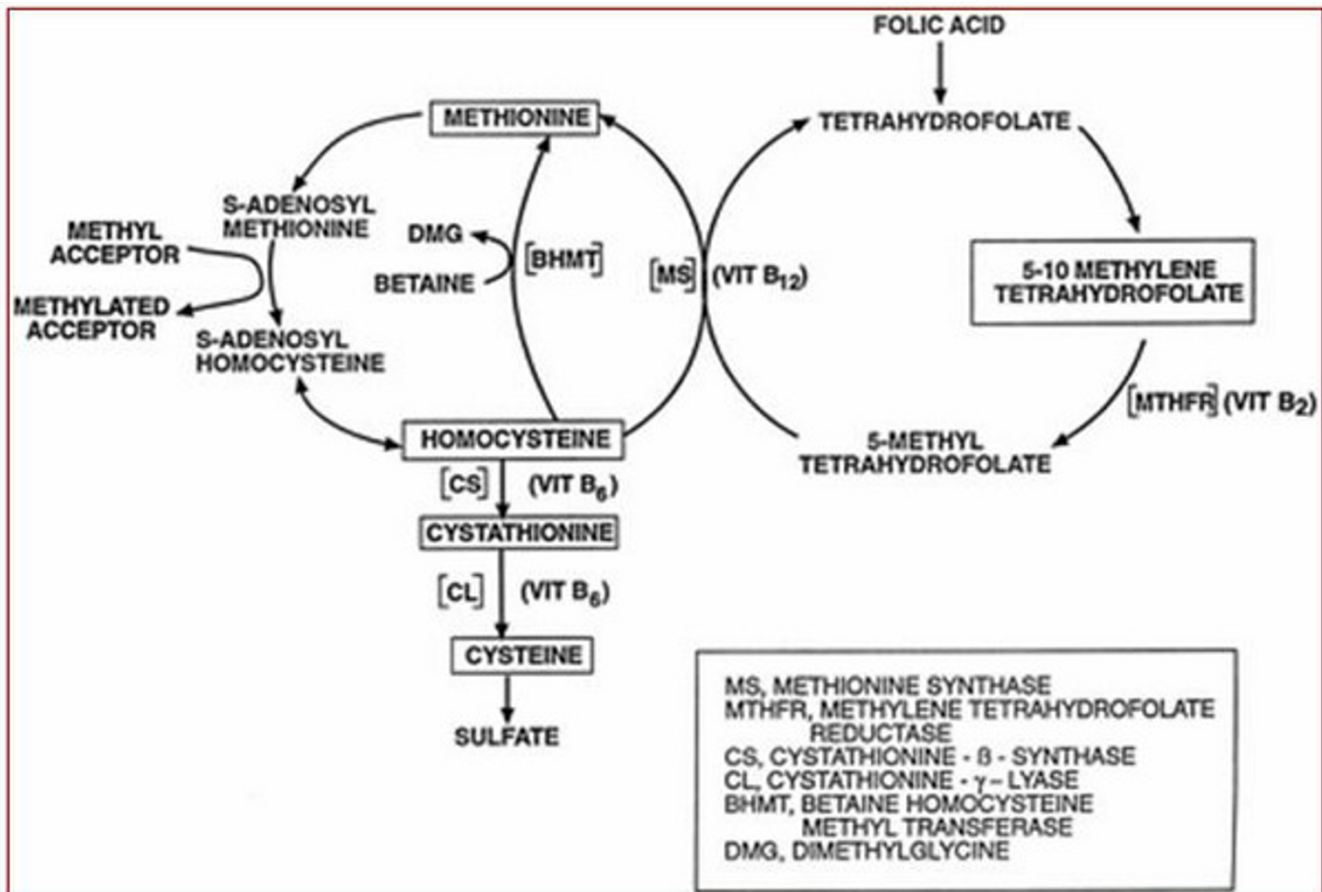 FOLIC ACID
METHIONINE
TETRAHYDROFOLATE
S-ADENOSYL
METHIONINE
METHYL
ACCEPTOR
DMG
[BHMT]
BETAINE
[MS] (VIT B12)
5-10 METHYLENE
TETRAHYDROFOLATE
METHYLATED
ACCEPTOR
S-ADENOSYL
HOMOCYSTEINE
[MTHFR] (VIT B2)
HOMOCYSTEINE
5-METHYL
TETRAHYDROFOLATE
[CS] (VIT B6)
CYSTATHIONINE
[CL] (VIT B6)
CYSTEINE
SULFATE
MS, METHIONINE SYNTHASE
MTHFR, METHYLENE TETRAHYDROFOLATE
REDUCTASE
CS, CYSTATHIONINE - ß - SYNTHASE
CL, CYSTATHIONINE - γ – LYASE
BHMT, BETAINE HOMOCYSTEINE
METHYL TRANSFERASE
DMG, DIMETHYLGLYCINE